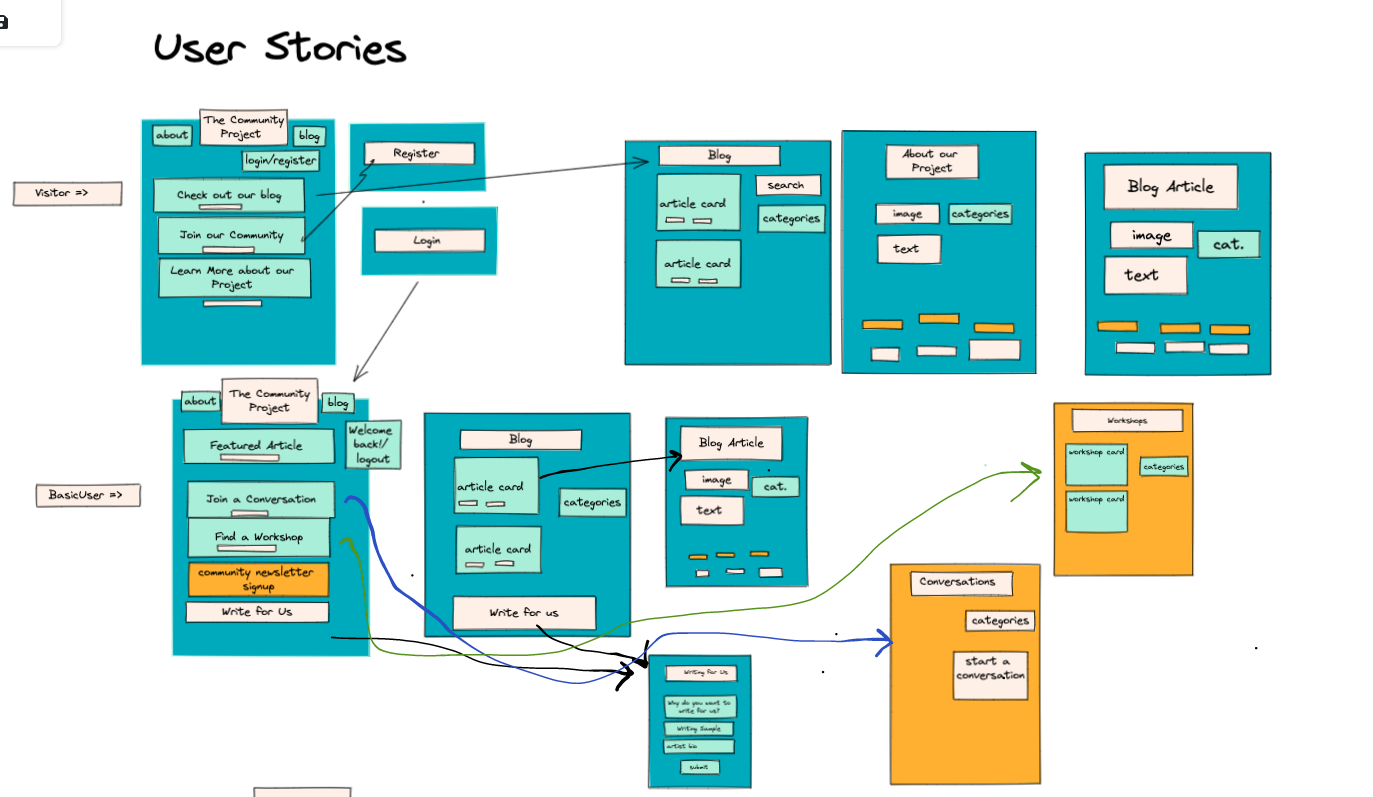 User Stories
The Community
Project
about
blog
login/register
Visitor =>
Check out our blog
Join our Community
Learn More about our
Project
Register
Login
Blog
article card
search
categories
article card
About our
Project
image
categories
text
Blog Article
image
cat.
text
BasicUser =>
about
The Community
Project
blog
Welcome
back!/
logout
Featured Article
Join a Conversation
Find a Workshop
community newsletter
signup
Write for Us
Blog
article card
categories
article card
Write for us
Blog Article
image
cat.
text
Writing for Us
Why do you want to
write for us?
Writing Sample
artist bio
submit
Conversations
categories
start a
conversation
Workshops
workshop card
categories
workshop card